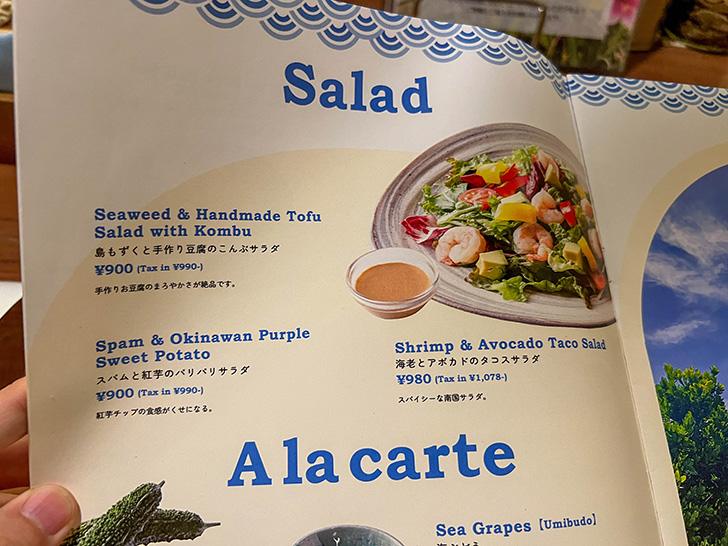 Salad
Seaweed & Handmade Tofu
Salad with Kombu
島もずくと手作り豆腐のこんぶサラダ
¥900 (Tax in ¥990-)
手作りお豆腐のまろやかさが絶品です。
Spam & Okinawan Purple
Sweet Potato
スパムと紅芋のパリパリサラダ
¥900 (Tax in ¥990-)
紅芋チップの食感がくせになる。
Shrimp & Avocado Taco Salad
海老とアボカドのタコスサラダ
¥980 (Tax in ¥1,078-)
スパイシーな南国サラダ。
A la carte
Sea Grapes [Umibudo]